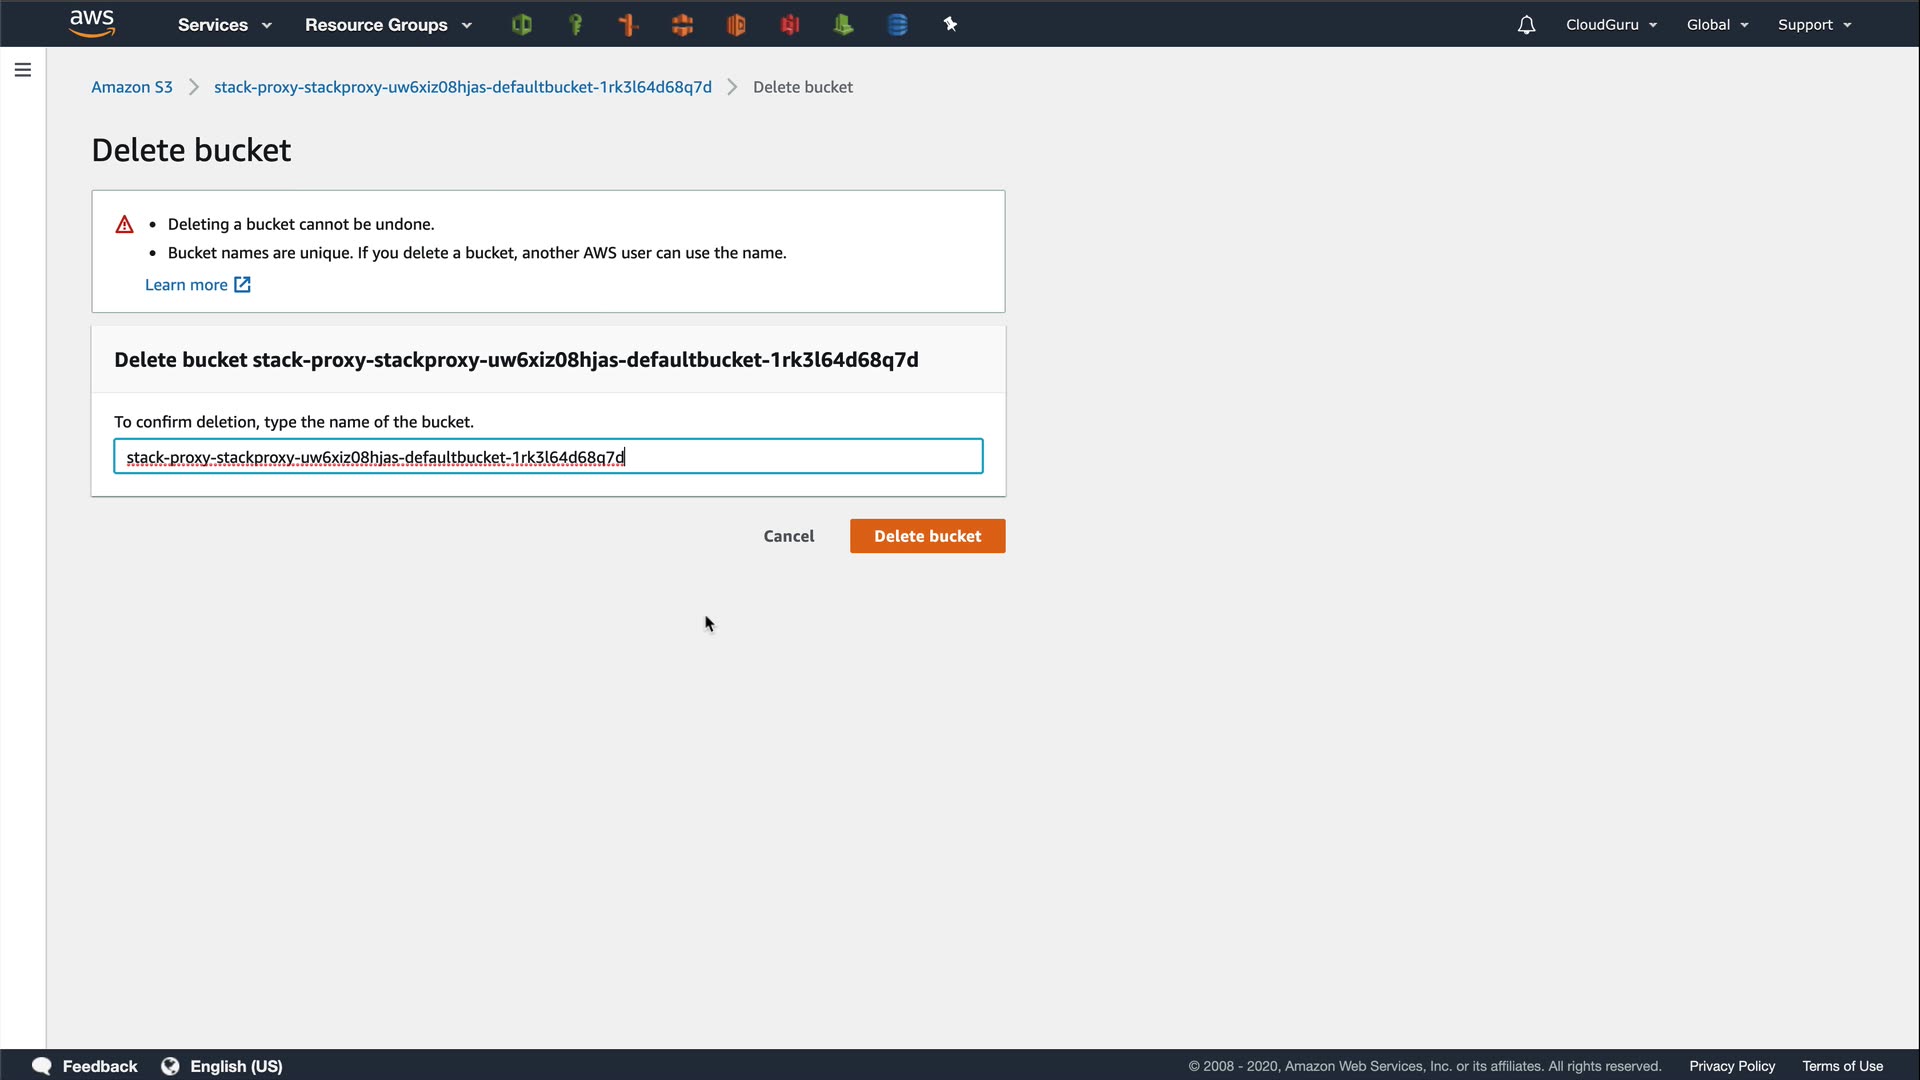 aws Services Resource Groups CloudGuru Global Support
Amazon S3 stack-proxy-stackproxy-uw6xiz08hjas-defaultbucket-1rk3l64d68q7d Delete bucket
Delete bucket
Deleting a bucket cannot be undone.
Bucket names are unique. If you delete a bucket, another AWS user can use the name.
Learn more
Delete bucket stack-proxy-stackproxy-uw6xiz08hjas-defaultbucket-1rk3l64d68q7d
To confirm deletion, type the name of the bucket.
stack-proxy-stackproxy-uw6xiz08hjas-defaultbucket-1rk3l64d68q7d
Cancel Delete bucket
Feedback English (US) © 2008 - 2020, Amazon Web Services, Inc. or its affiliates. All rights reserved. Privacy Policy Terms of Use